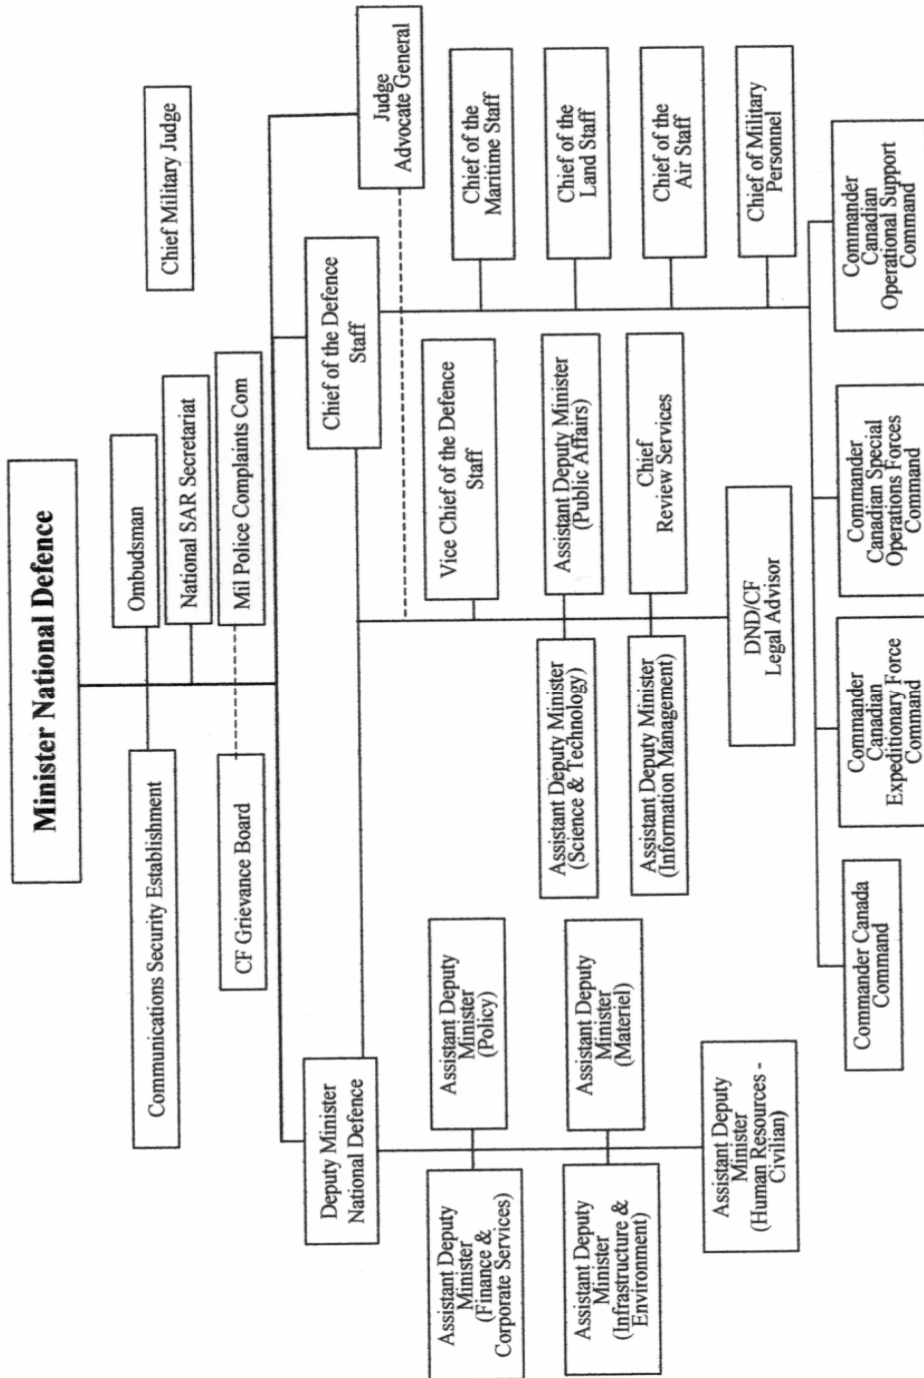 Minister National Defence
Chief Military Judge
Communications Security Establishment
Ombudsman
National SAR Secretariat
CF Grievance Board
Mil Police Complaints Com
Deputy Minister
National Defence
Chief of the Defence
Staff
Judge
Advocate General
Assistant Deputy
Minister
(Finance &
Corporate Services)
Assistant Deputy
Minister
(Policy)
Vice Chief of the Defence
Staff
Chief of the
Maritime Staff
Assistant Deputy
Minister
(Infrastructure &
Environment)
Assistant Deputy
Minister
(Materiel)
Assistant Deputy Minister
(Science & Technology)
Assistant Deputy Minister
(Public Affairs)
Chief of the
Land Staff
Assistant Deputy Minister
(Information Management)
Chief
Review Services
Chief of the
Air Staff
Assistant Deputy
Minister
(Human Resources -
Civilian)
DND/CF
Legal Advisor
Chief of Military
Personnel
Commander Canada
Command
Commander
Canadian
Expeditionary Force
Command
Commander
Canadian Special
Operations Forces
Command
Commander
Canadian
Operational Support
Command